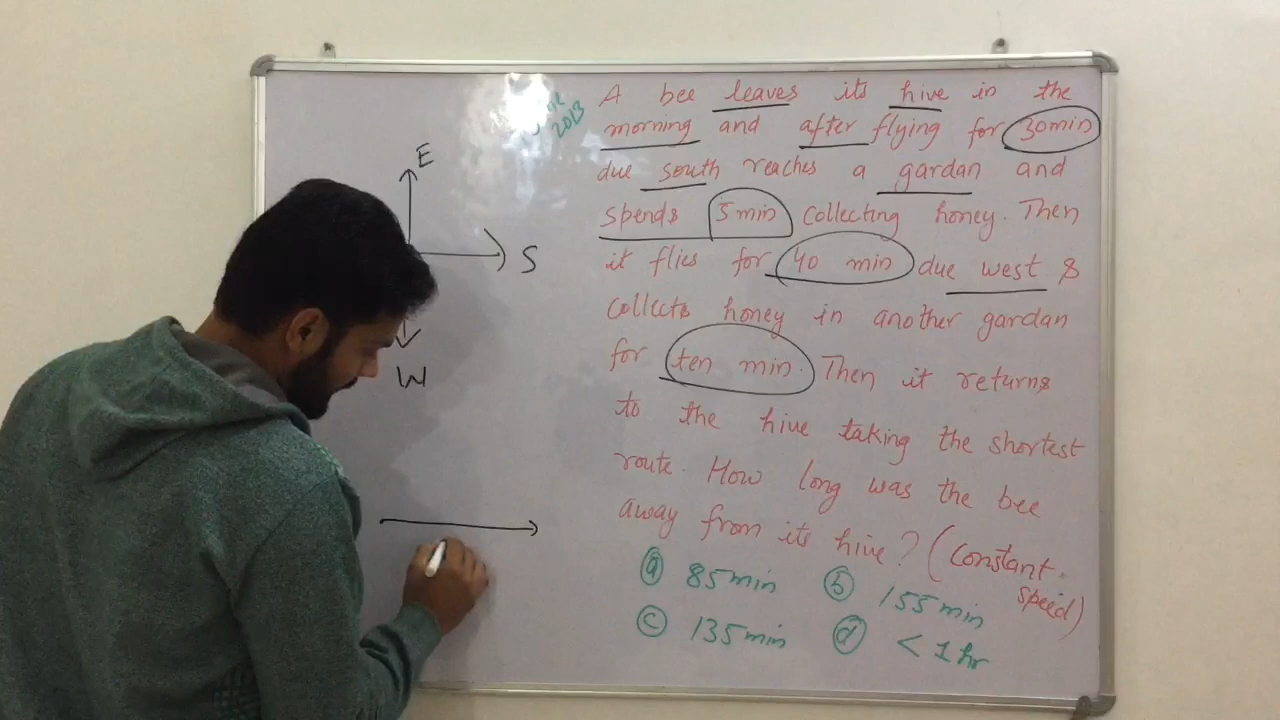 E
S
W
2013
A bee leaves its hive in the
morning and after flying for 30min
due south reaches a gardan and
spends 5 min collecting honey. Then
it flies for 40 min due west &
collects honey in another gardan
for ten min. Then it returns
to the hive taking the shortest
route. How long was the bee
away from its hive? (Constant
speed)
(a) 85 min (b) 155 min
(c) 135 min (d) < 1 hr